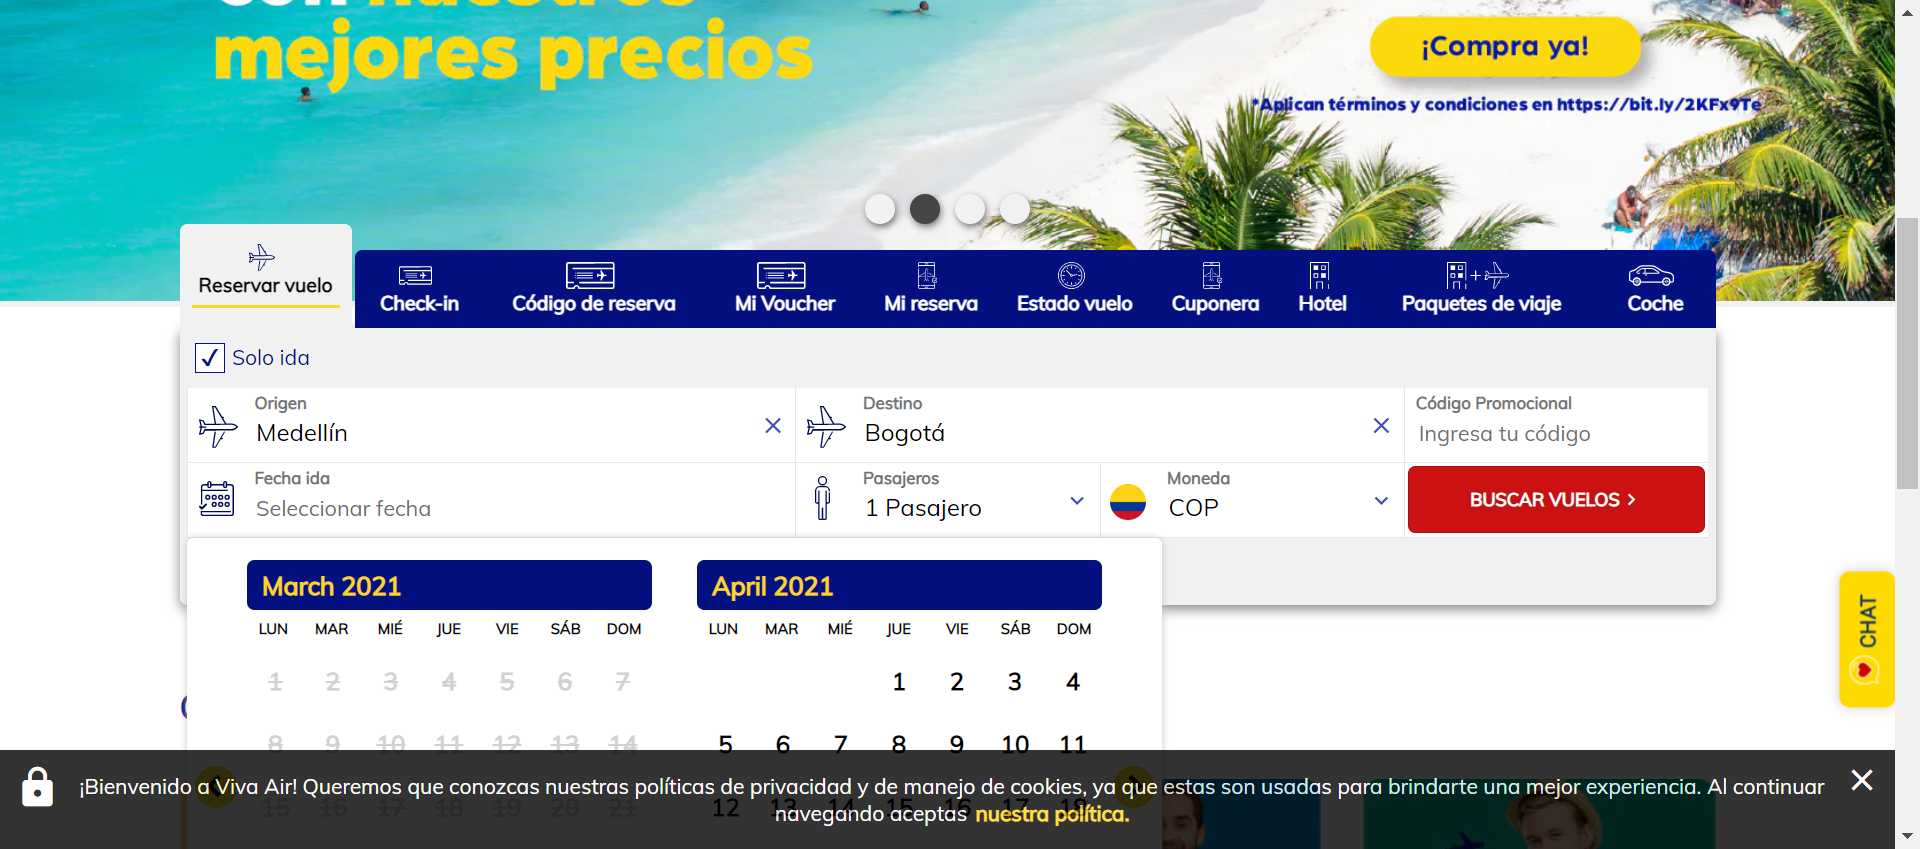 con nuestros
mejores precios
¡Compra ya!
*Aplican términos y condiciones en https://bit.ly/2KFx9Te
Reservar vuelo
Check-in
Código de reserva
Mi Voucher
Mi reserva
Estado vuelo
Cuponera
Hotel
Paquetes de viaje
Coche
Solo ida
Origen
Medellín
Destino
Bogotá
Código Promocional
Ingresa tu código
Fecha ida
Seleccionar fecha
Pasajeros
1 Pasajero
Moneda
COP
BUSCAR VUELOS
March 2021
April 2021
LUN MAR MIÉ JUE VIE SÁB DOM
LUN MAR MIÉ JUE VIE SÁB DOM
1 2 3 4 5 6 7
1 2 3 4
8 9 10 11 12 13 14
5 6 7 8 9 10 11
15 16 17 18 19 20 21
12 13 14 15 16 17 18
CHAT
¡Bienvenido a Viva Air! Queremos que conozcas nuestras políticas de privacidad y de manejo de cookies, ya que estas son usadas para brindarte una mejor experiencia. Al continuar
navegando aceptas nuestra política.